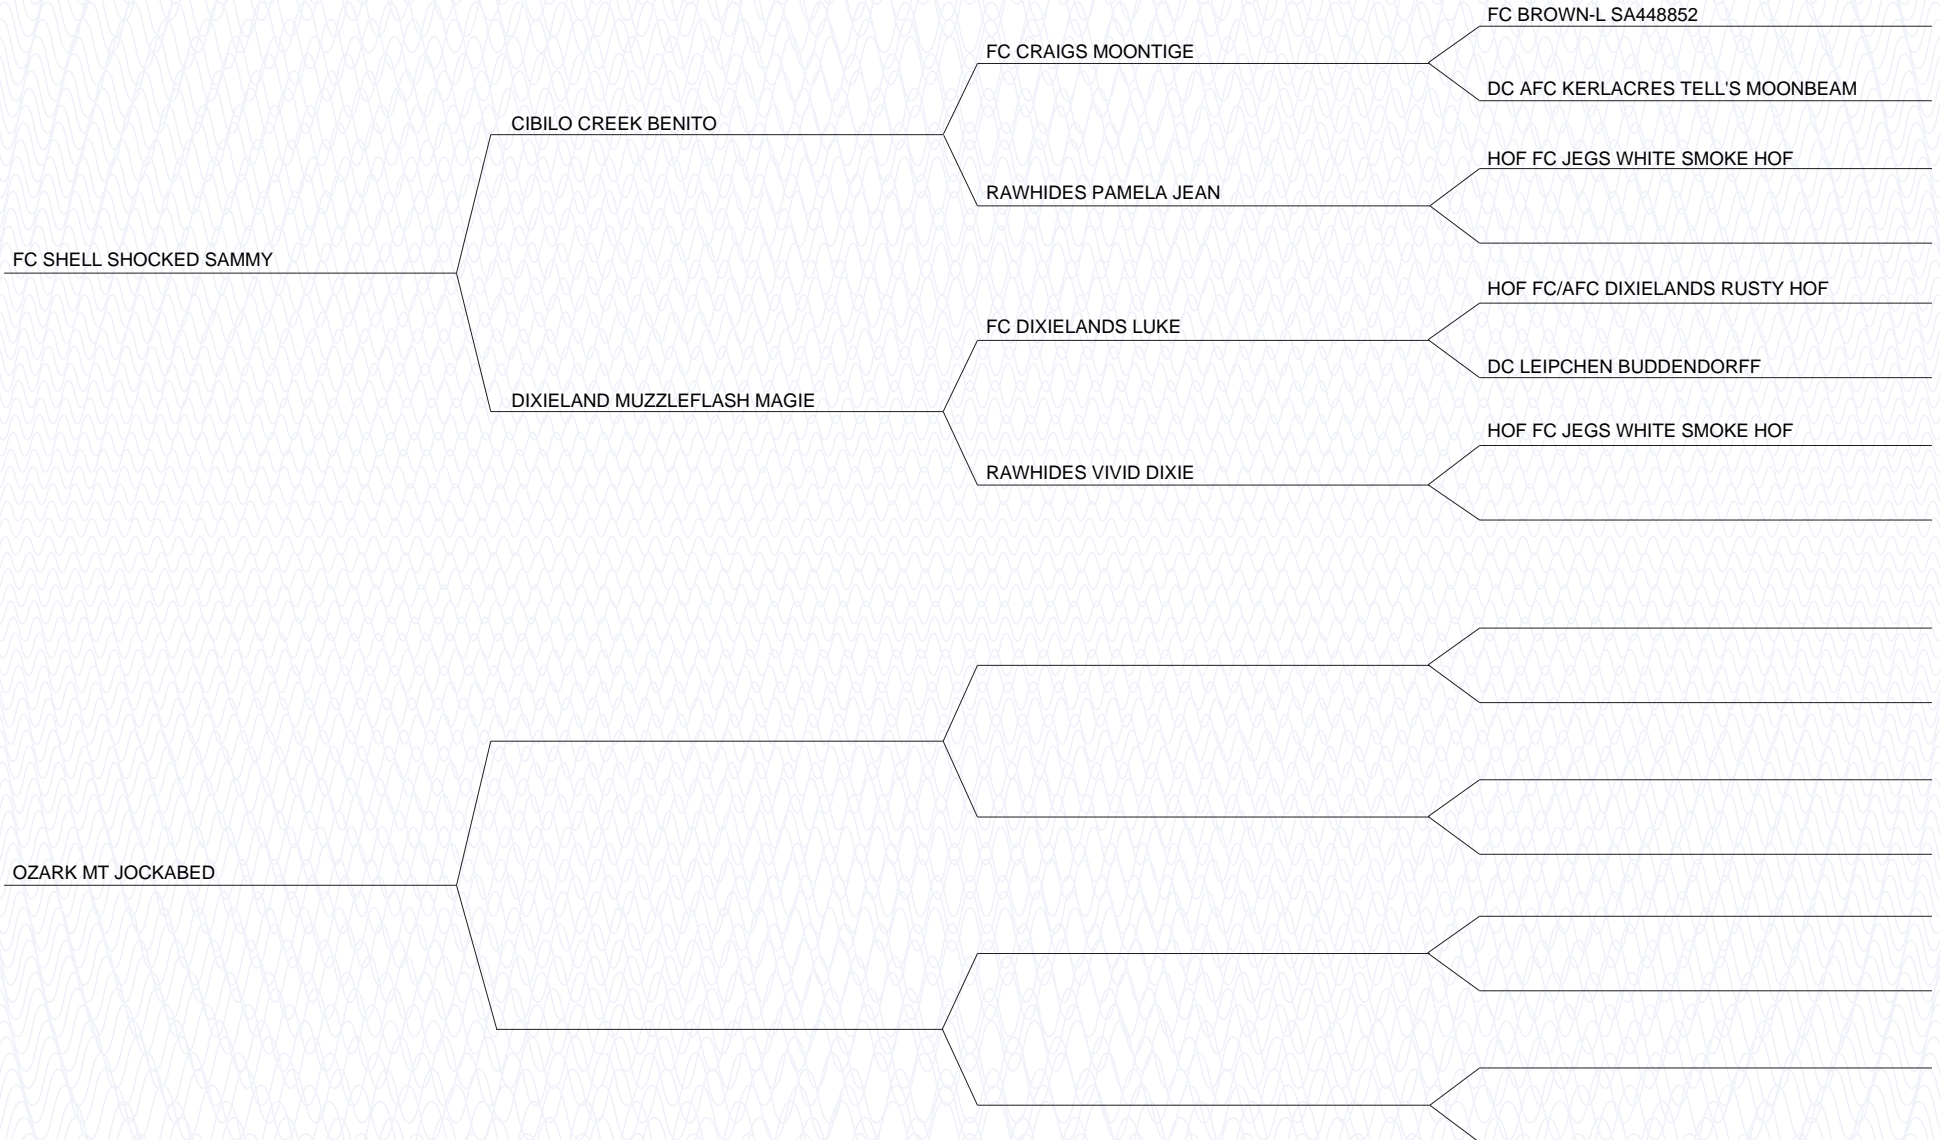 FC BROWN-L SA448852
FC CRAIGS MOONTIGE
DC AFC KERLACRES TELL'S MOONBEAM
CIBILO CREEK BENITO
HOF FC JEGS WHITE SMOKE HOF
RAWHIDES PAMELA JEAN
FC SHELL SHOCKED SAMMY
HOF FC/AFC DIXIELANDS RUSTY HOF
FC DIXIELANDS LUKE
DC LEIPCHEN BUDDENDORFF
DIXIELAND MUZZLEFLASH MAGIE
HOF FC JEGS WHITE SMOKE HOF
RAWHIDES VIVID DIXIE
OZARK MT JOCKABED